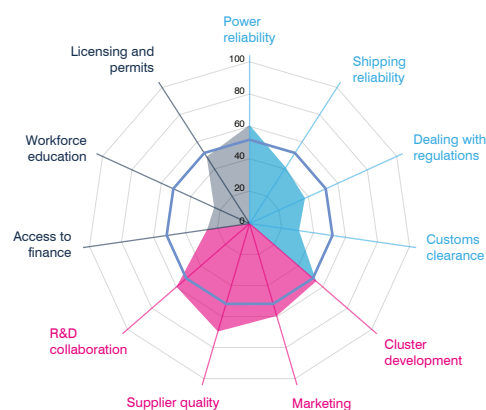 Power
reliability
Licensing and
permits
Shipping
reliability
100
80
60
40
20
0
Workforce
education
Dealing with
regulations
Access to
finance
Customs
clearance
R&D
collaboration
Cluster
development
Supplier quality
Marketing